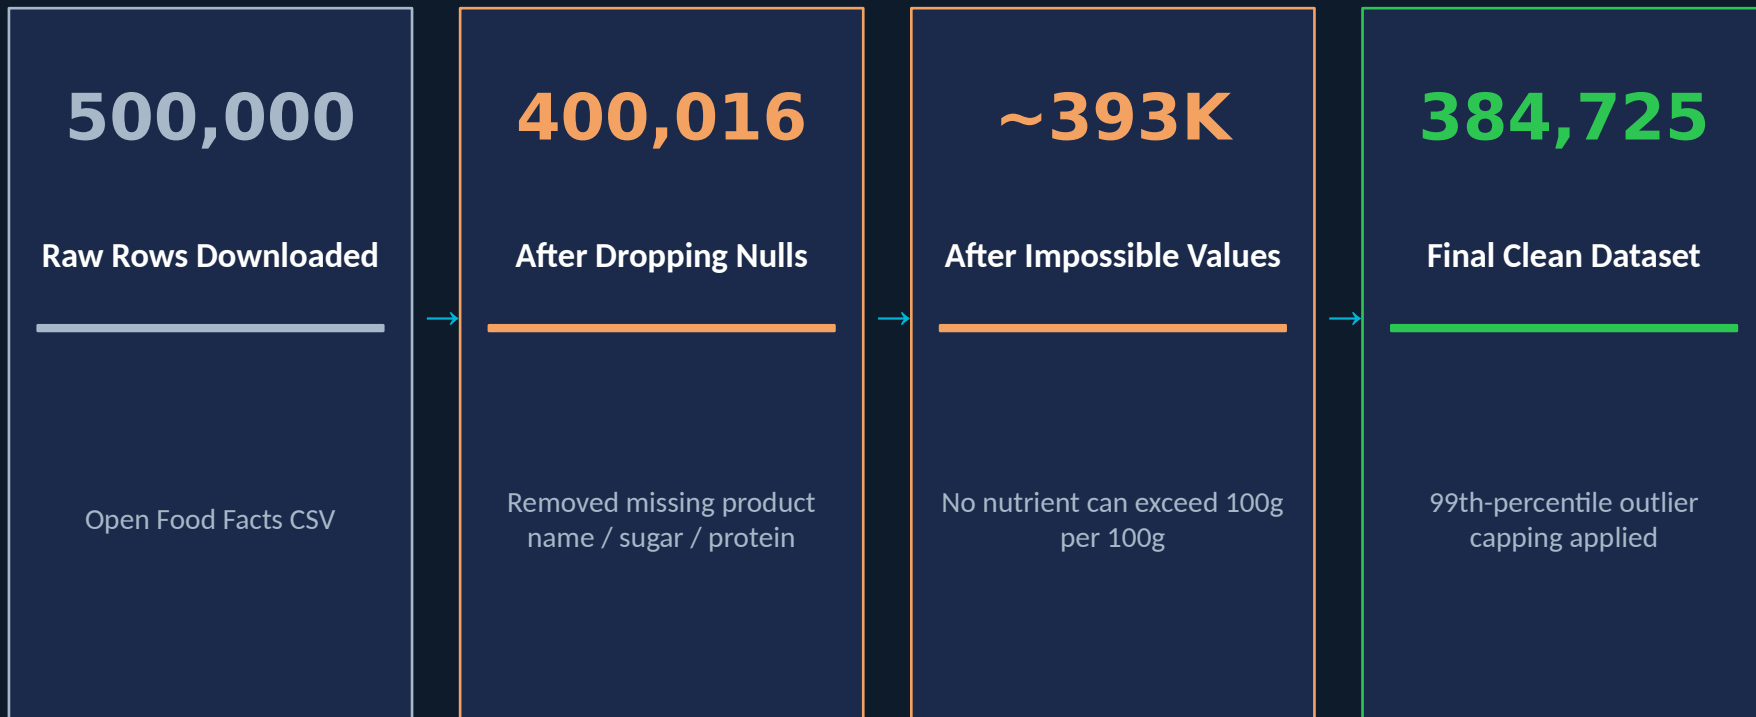 500,000
Raw Rows Downloaded
Open Food Facts CSV
→
400,016
After Dropping Nulls
Removed missing product
name / sugar / protein
→
~393K
After Impossible Values
No nutrient can exceed 100g
per 100g
→
384,725
Final Clean Dataset
99th-percentile outlier
capping applied